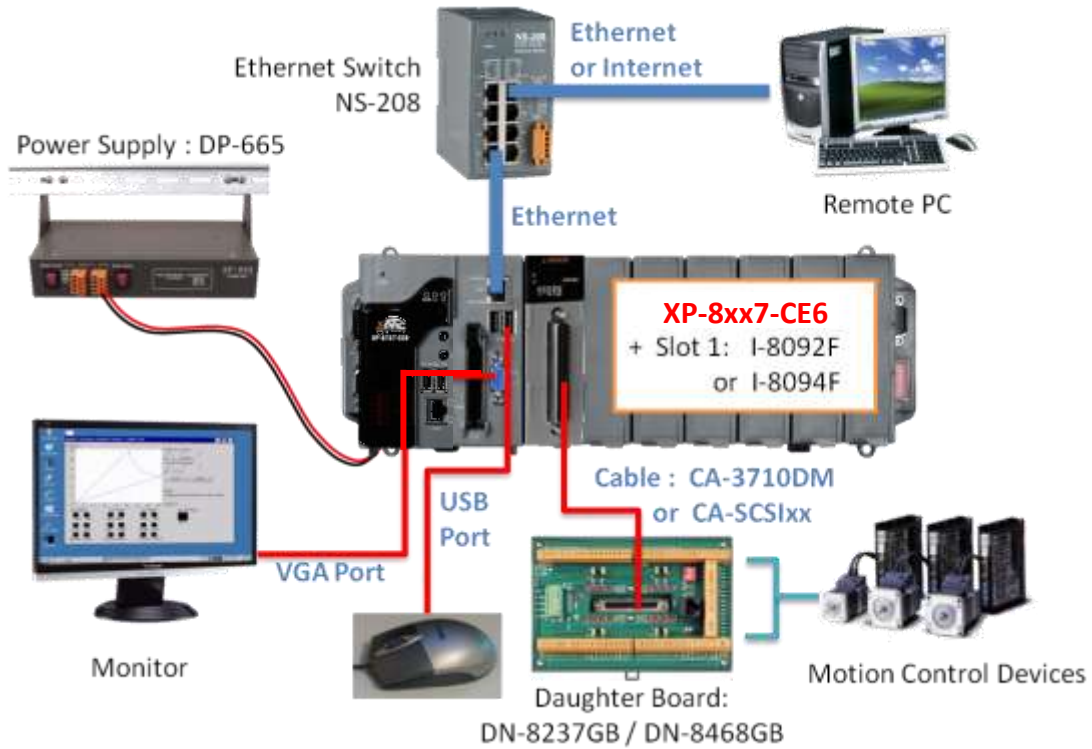 Ethernet Switch
NS-208
NS-208
Ethernet
or Internet
Remote PC
Power Supply : DP-665
Ethernet
XP-8xx7-CE6
+ Slot 1: I-8092F
or I-8094F
Cable : CA-3710DM
or CA-SCSIxx
USB
Port
VGA Port
Monitor
Daughter Board:
DN-8237GB / DN-8468GB
Motion Control Devices